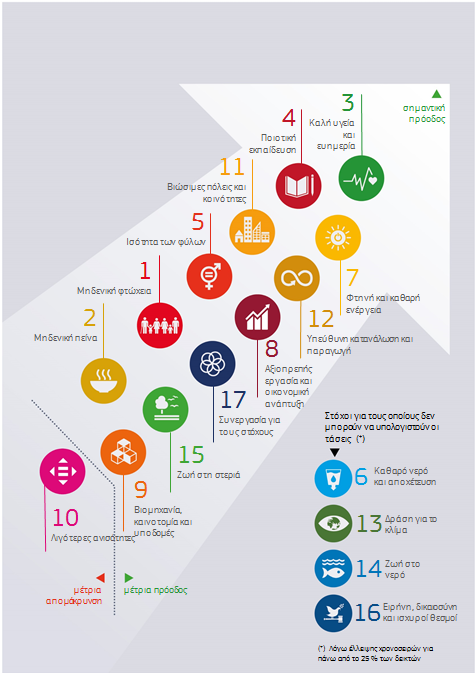 σημαντική
πρόοδος
3
Καλή υγεία
και
ευημερία
4
Ποιοτική
εκπαίδευση
11
Βιώσιμες πόλεις και
κοινότητες
5
Ισότητα των φύλων
7
Φτηνή και καθαρή
ενέργεια
1
Μηδενική φτώχεια
12
Υπεύθυνη κατανάλωση και
παραγωγή
2
Μηδενική πείνα
8
Αξιοπρεπής
εργασία και
οικονομική
ανάπτυξη
17
Συνεργασία για
τους στόχους
15
Ζωή στη στεριά
9
Βιομηχανία,
καινοτομία και
υποδομές
10
Λιγότερες ανισότητες
μέτρια
απομάκρυνση
μέτρια πρόοδος
Στόχοι για τους οποίους δεν
μπορούν να υπολογιστούν οι
τάσεις (*)
6 Καθαρό νερό
και αποχέτευση
13 Δράση για το
κλίμα
14 Ζωή στο
νερό
16 Ειρήνη, δικαιοσύνη
και ισχυροί θεσμοί
(*) Λόγω έλλειψης χρονοσειρών για
πάνω από το 25 % των δεικτών